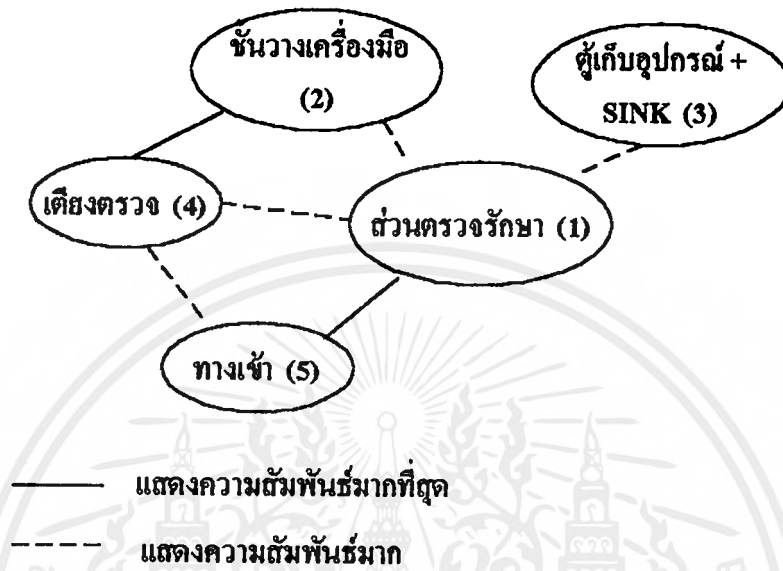 ชั้นวางเครื่องมือ
(2)
ตู้เก็บอุปกรณ์ +
SINK (3)
เตียงตรวจ (4)
ส่วนตรวจรักษา (1)
ทางเข้า (5)
แสดงความสัมพันธ์มากที่สุด
แสดงความสัมพันธ์มาก